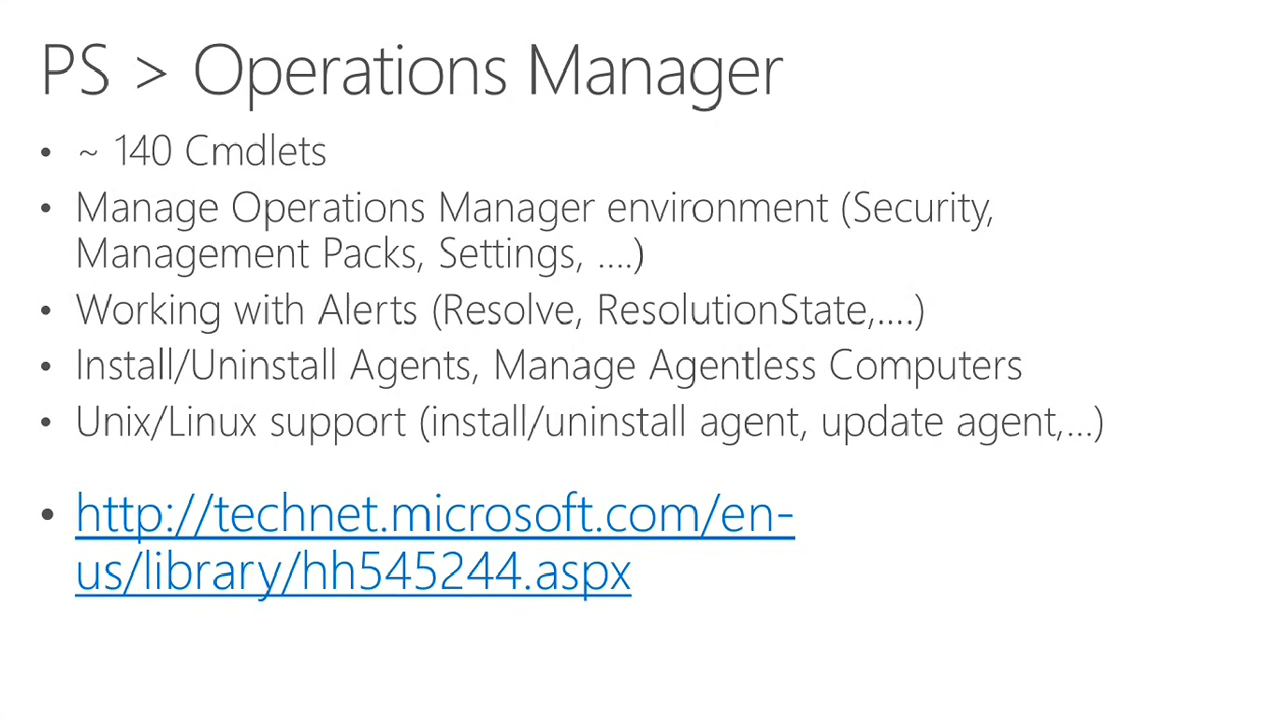 PS > Operations Manager
• ~ 140 Cmdlets
• Manage Operations Manager environment (Security,
Management Packs, Settings, ….)
• Working with Alerts (Resolve, ResolutionState,….)
• Install/Uninstall Agents, Manage Agentless Computers
• Unix/Linux support (install/uninstall agent, update agent,…)
• http://technet.microsoft.com/en-
us/library/hh545244.aspx